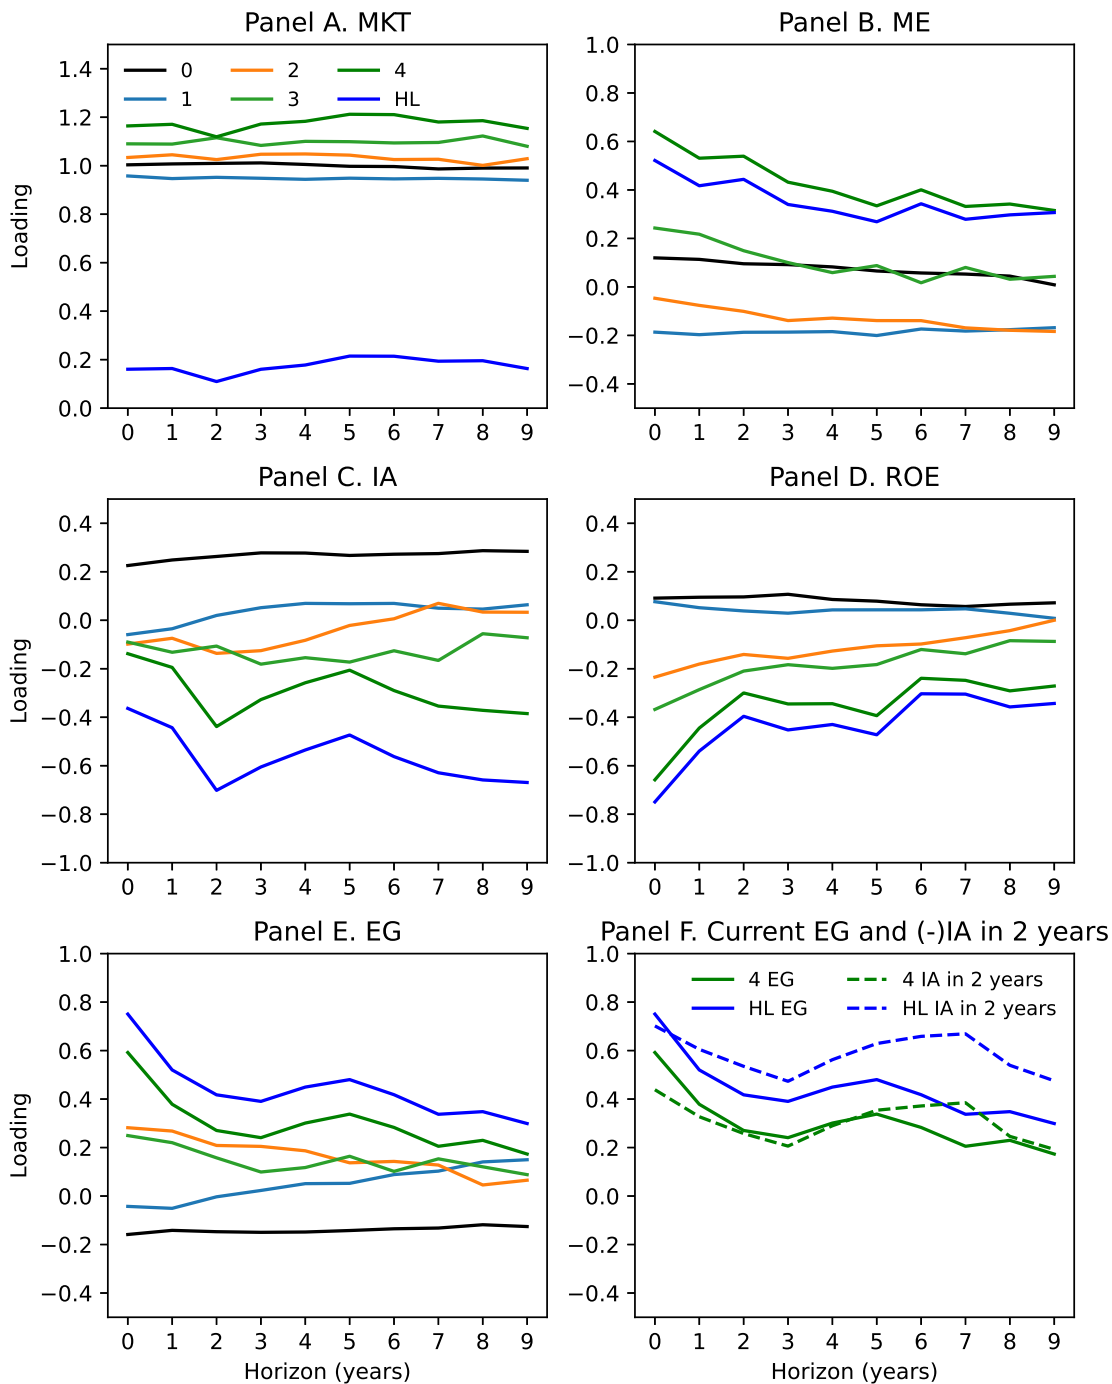 Panel A. MKT
0 2 4
1 3 HL
1.4
1.2
1.0
0.8
0.6
0.4
0.2
0.0
Loading
0 1 2 3 4 5 6 7 8 9
Panel B. ME
1.0
0.8
0.6
0.4
0.2
0.0
−0.2
−0.4
0 1 2 3 4 5 6 7 8 9
Panel C. IA
0.4
0.2
0.0
−0.2
−0.4
−0.6
−0.8
−1.0
Loading
0 1 2 3 4 5 6 7 8 9
Panel D. ROE
0.4
0.2
0.0
−0.2
−0.4
−0.6
−0.8
−1.0
0 1 2 3 4 5 6 7 8 9
Panel E. EG
1.0
0.8
0.6
0.4
0.2
0.0
−0.2
−0.4
Loading
0 1 2 3 4 5 6 7 8 9
Horizon (years)
Panel F. Current EG and (-)IA in 2 years
4 EG 4 IA in 2 years
HL EG HL IA in 2 years
1.0
0.8
0.6
0.4
0.2
0.0
−0.2
−0.4
0 1 2 3 4 5 6 7 8 9
Horizon (years)